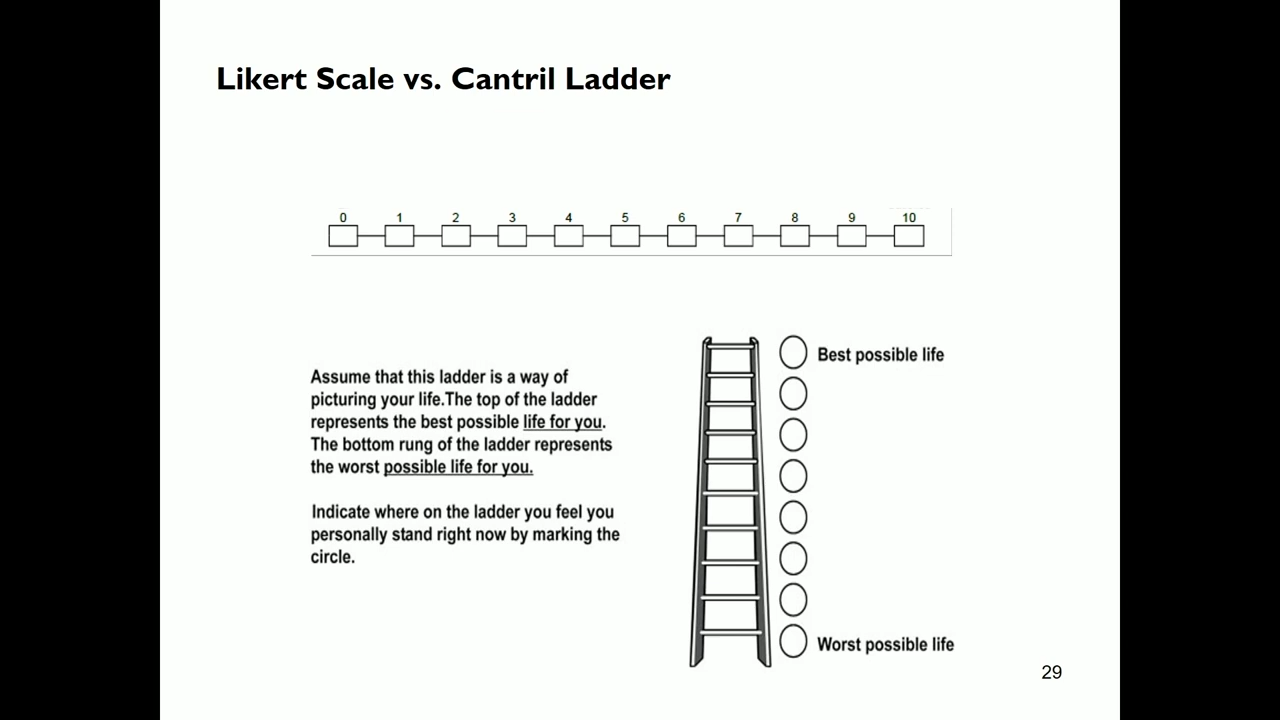 Likert Scale vs. Cantril Ladder
0 1 2 3 4 5 6 7 8 9 10
Assume that this ladder is a way of
picturing your life.The top of the ladder
represents the best possible life for you.
The bottom rung of the ladder represents
the worst possible life for you.
Indicate where on the ladder you feel you
personally stand right now by marking the
circle.
Best possible life
Worst possible life
29